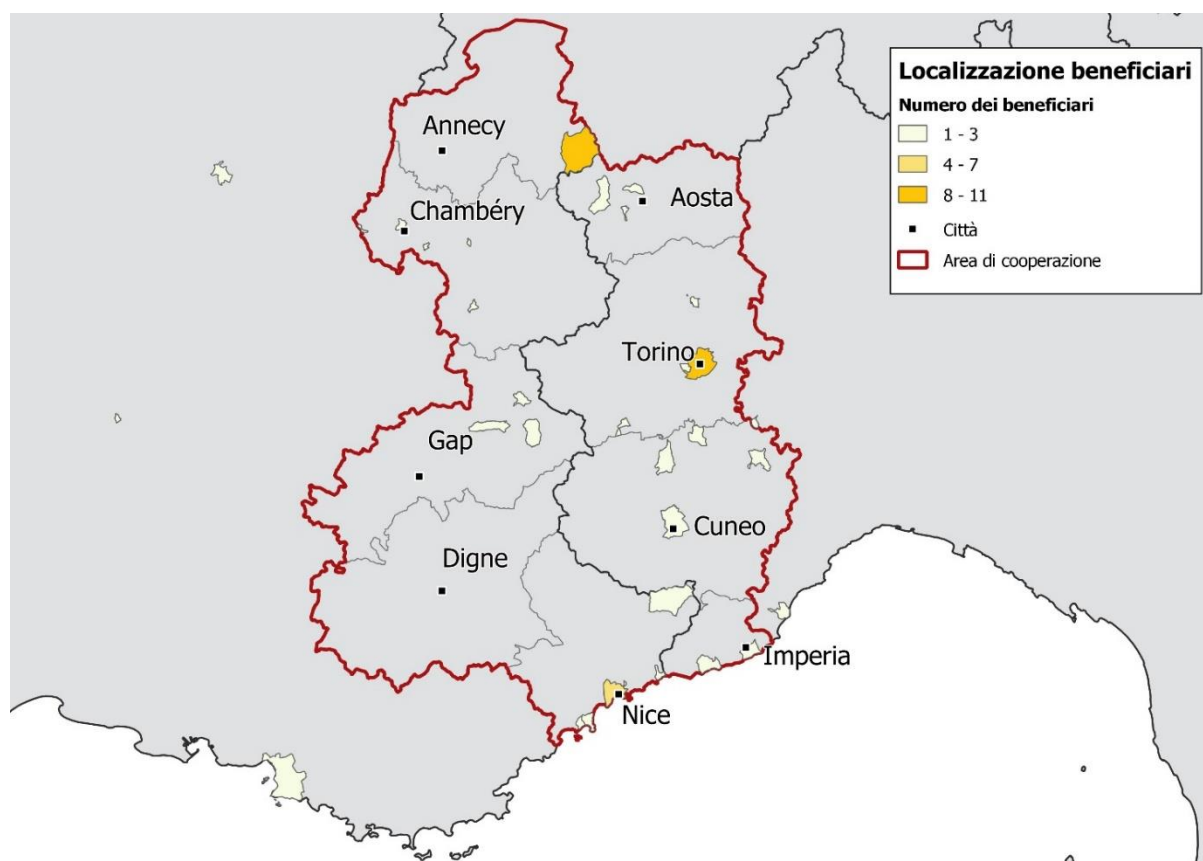 Localizzazione beneficiari
Numero dei beneficiari
1 - 3
4 - 7
8 - 11
Città
Area di cooperazione
Annecy
Aosta
Chambéry
Torino
Gap
Cuneo
Digne
Imperia
Nice